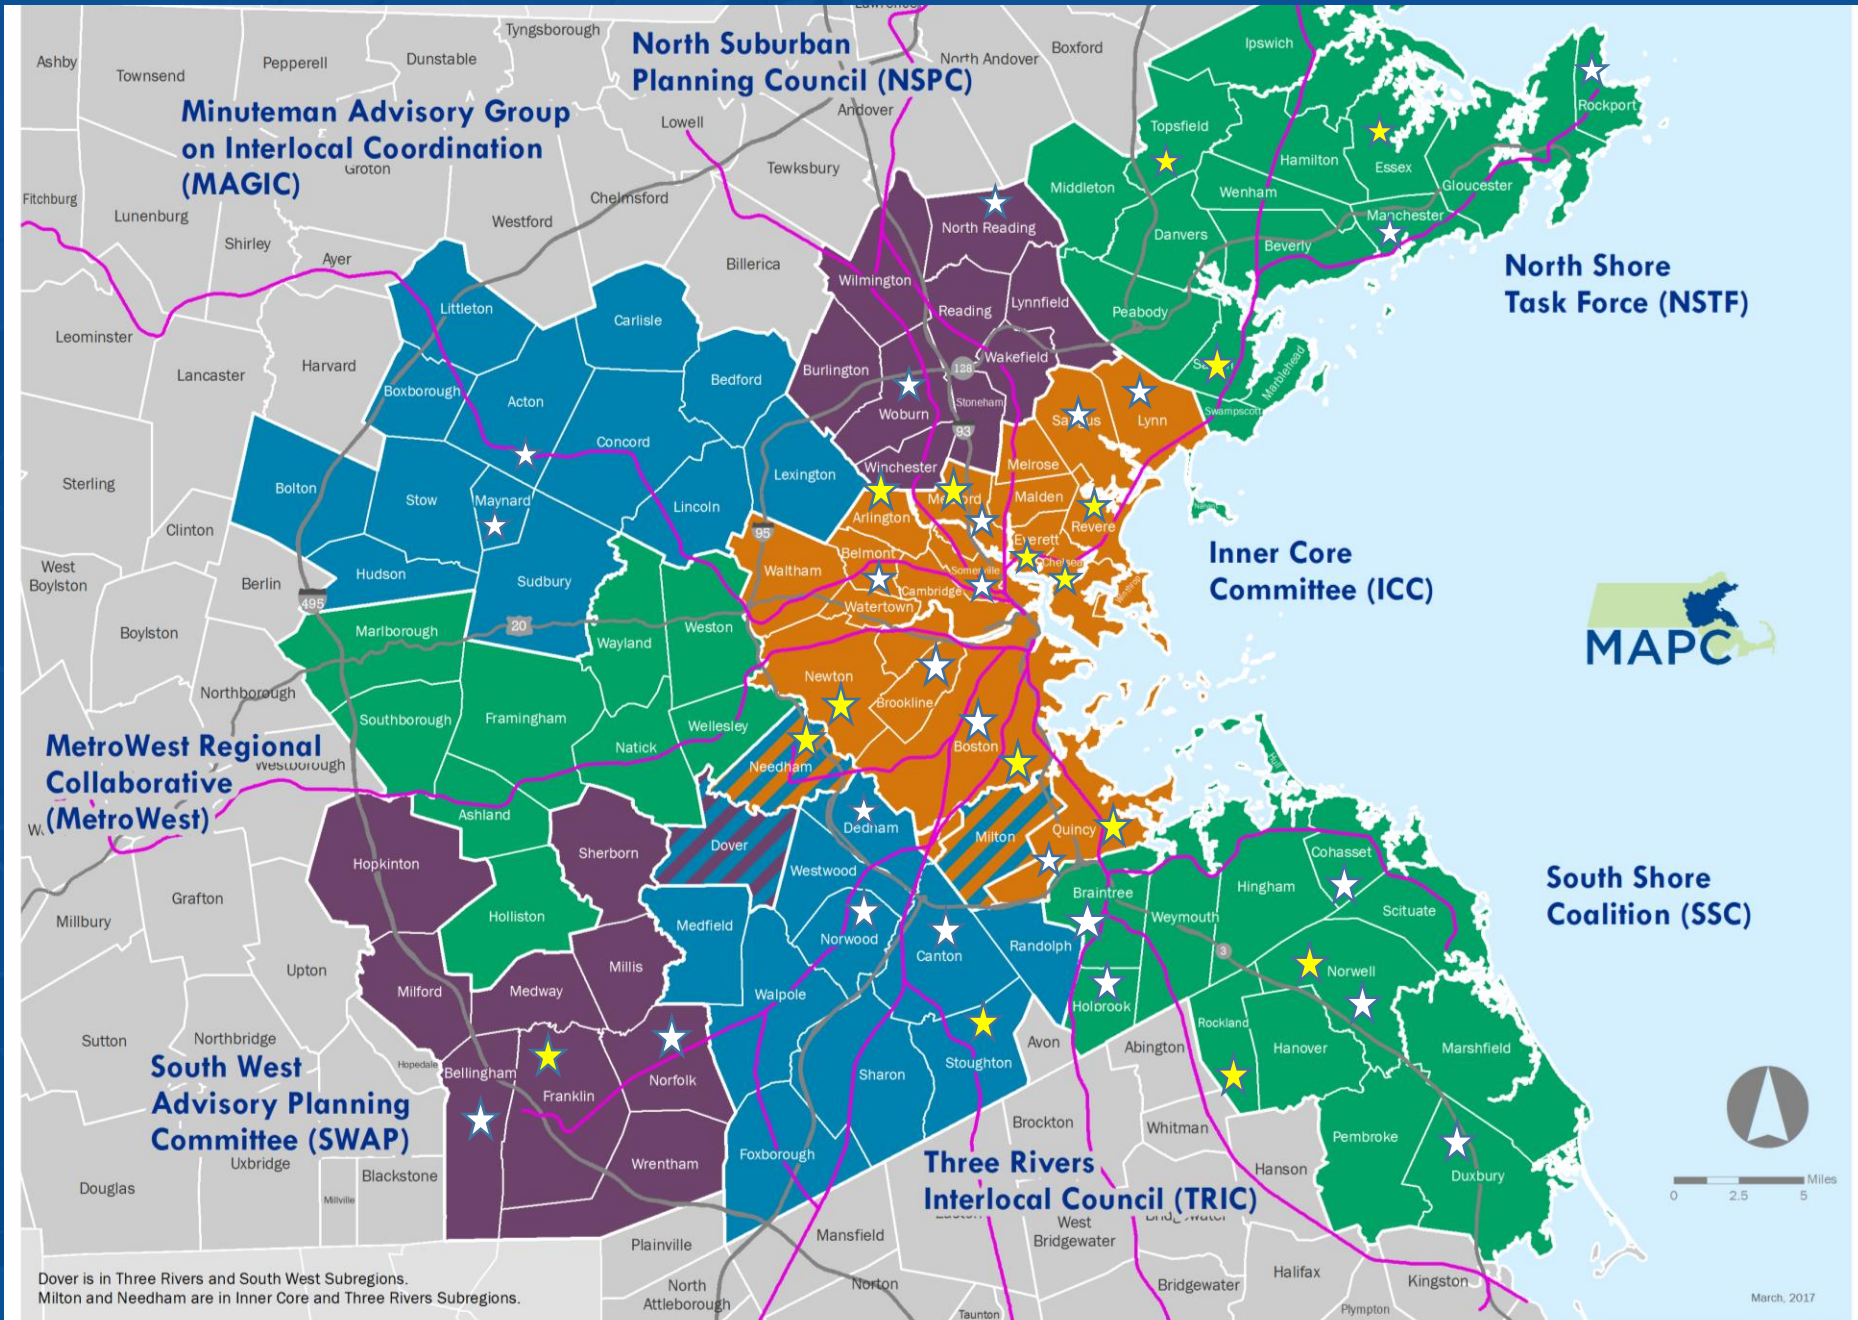 Lawrence
Tyngsborough
Ashby
Townsend
Pepperell
Dunstable
North Suburban
Planning Council (NSPC)
North Andover
Boxford
Ipswich
Andover
Lowell
Rockport
Topsfield
Minuteman Advisory Group
on Interlocal Coordination
(MAGIC)
Groton
Tewksbury
Hamilton
Essex
Gloucester
Middleton
Wenham
Manchester
Fitchburg
Lunenburg
Shirley
Westford
Chelmsford
North Reading
Danvers
Beverly
Ayer
Billerica
Wilmington
North Shore
Task Force (NSTF)
Littleton
Carlisle
Reading
Lynnfield
Peabody
Leominster
Harvard
Lancaster
Boxborough
Acton
Bedford
Burlington
128
Wakefield
Marblehead
Woburn
Stoneham
Swampscott
Lynn
93
Concord
Winchester
Melrose
Sterling
Bolton
Stow
Maynard
Lincoln
Lexington
Malden
Arlington
Revere
Clinton
95
Everett
Inner Core
Committee (ICC)
Belmont
Waltham
Somerville
Chelsea
Cambridge
Winthrop
Watertown
West
Boylston
Berlin
Hudson
Sudbury
495
20
Boylston
Marlborough
Wayland
Weston
MAPC
Northborough
Southborough
Framingham
Newton
Brookline
Wellesley
Natick
Boston
MetroWest Regional
Collaborative
(MetroWest)
Westborough
Needham
Hull
Ashland
Dedham
Milton
Quincy
Dover
Hopkinton
Sherborn
Westwood
Cohasset
Grafton
Millbury
Holliston
Medfield
Braintree
Hingham
Weymouth
Scituate
South Shore
Coalition (SSC)
Norwood
Canton
Randolph
3
Norwell
Upton
Milford
Medway
Millis
Walpole
Holbrook
Rockland
Hanover
Marshfield
Sutton
Northbridge
Hopedale
Avon
Abington
South West
Advisory Planning
Committee (SWAP)
Bellingham
Franklin
Norfolk
Sharon
Stoughton
Brockton
Whitman
Pembroke
Uxbridge
Blackstone
Millville
Wrentham
Foxborough
Three Rivers
Interlocal Council (TRIC)
Hanson
Duxbury
Douglas
Easton
West
Bridgewater
Miles
0 2.5 5
Plainville
Mansfield
Dover is in Three Rivers and South West Subregions.
Milton and Needham are in Inner Core and Three Rivers Subregions.
North
Attleborough
Norton
Taunton
Bridgewater
Halifax
Plympton
Kingston
March, 2017